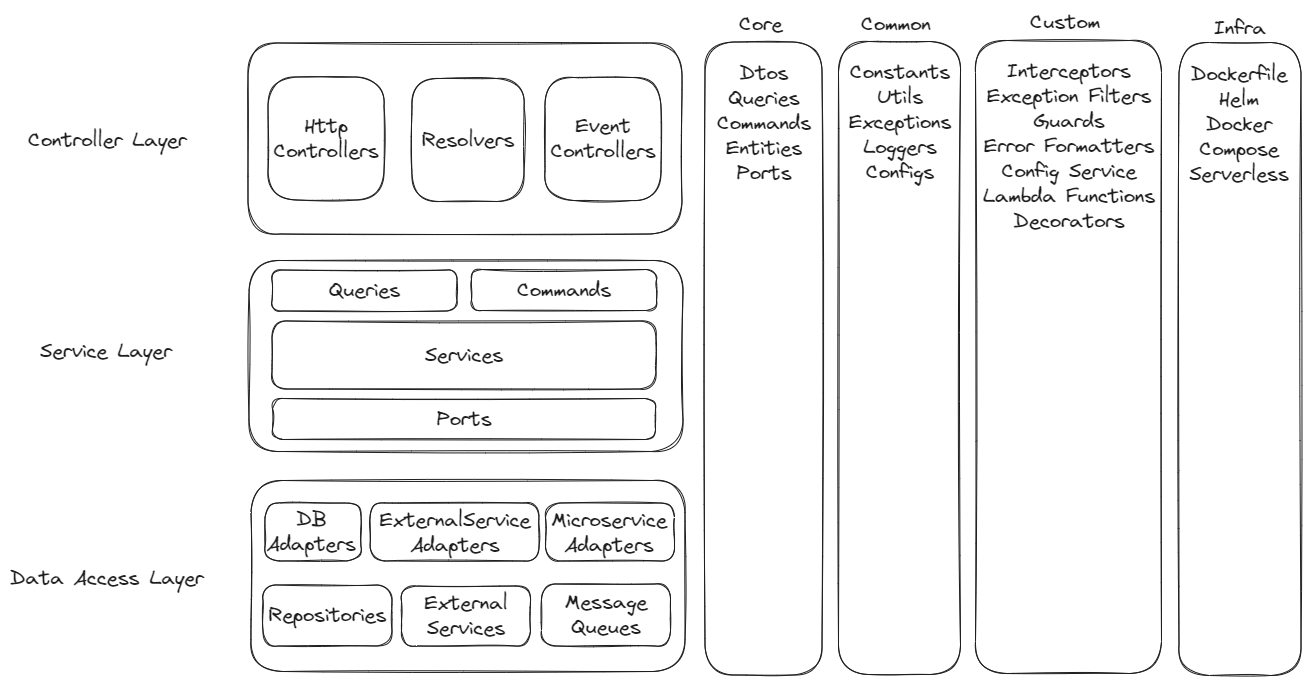 Controller Layer
Http
Controllers
Resolvers
Event
Controllers
Service Layer
Queries
Commands
Services
Ports
Data Access Layer
DB
Adapters
ExternalService
Adapters
Microservice
Adapters
Repositories
External
Services
Message
Queues
Core
Dtos
Queries
Commands
Entities
Ports
Common
Constants
Utils
Exceptions
Loggers
Configs
Custom
Interceptors
Exception Filters
Guards
Error Formatters
Config Service
Lambda Functions
Decorators
Infra
Dockerfile
Helm
Docker
Compose
Serverless